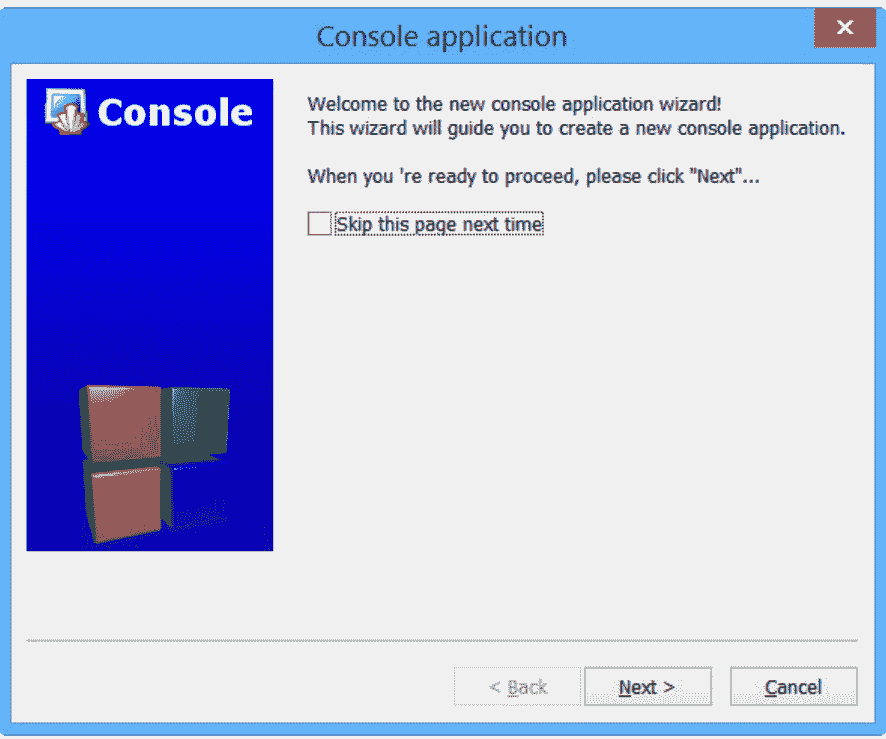 Console application
Console
Welcome to the new console application wizard!
This wizard will guide you to create a new console application.
When you 're ready to proceed, please click "Next"...
Skip this page next time
< Back
Next >
Cancel